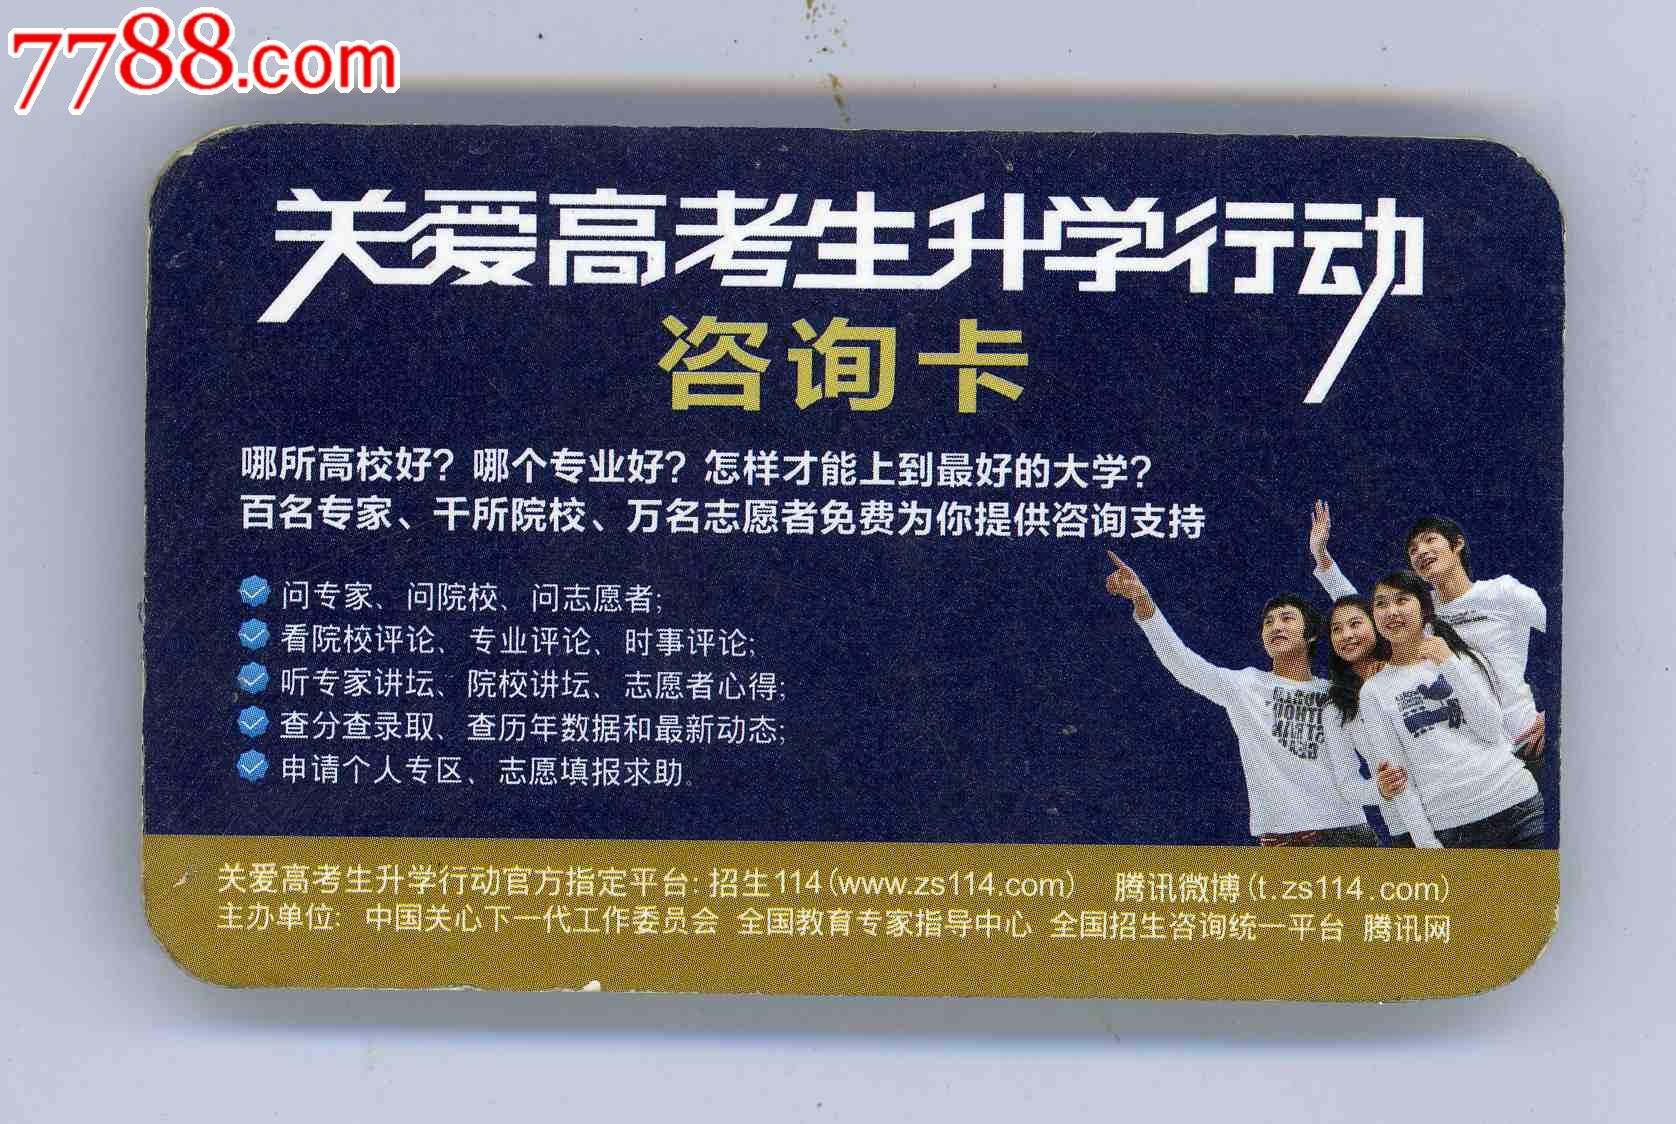 7788.com
关爱高考生升学行动
咨询卡
哪所高校好？哪个专业好？怎样才能上到最好的大学？
百名专家、千所院校、万名志愿者免费为你提供咨询支持
问专家、问院校、问志愿者;
看院校评论、专业评论、时事评论;
听专家讲坛、院校讲坛、志愿者心得;
查分查录取、查历年数据和最新动态;
申请个人专区、志愿填报求助。
关爱高考生升学行动官方指定平台: 招生114(www.zs114.com) 腾讯微博(t.zs114.com)
主办单位: 中国关心下一代工作委员会 全国教育专家指导中心 全国招生咨询统一平台 腾讯网